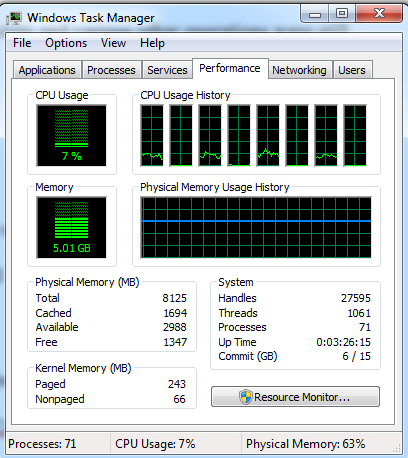 Windows Task Manager
File Options View Help
Applications Processes Services Performance Networking Users
CPU Usage CPU Usage History
7 %
Memory Physical Memory Usage History
5.01 GB
Physical Memory (MB)
Total 8125
Cached 1694
Available 2988
Free 1347
Kernel Memory (MB)
Paged 243
Nonpaged 66
System
Handles 27595
Threads 1061
Processes 71
Up Time 0:03:26:15
Commit (GB) 6 / 15
Resource Monitor...
Processes: 71 CPU Usage: 7% Physical Memory: 63%